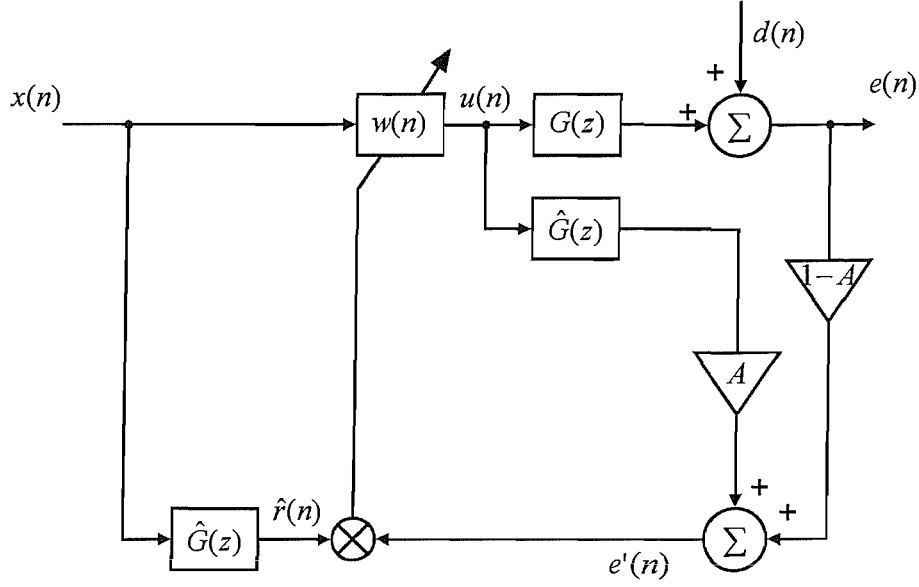 d(n)
+
x(n)
u(n)
e(n)
w(n)
G(z)
+
Σ
Ĝ(z)
1−A
A
+
+
r̂(n)
Ĝ(z)
Σ
e'(n)